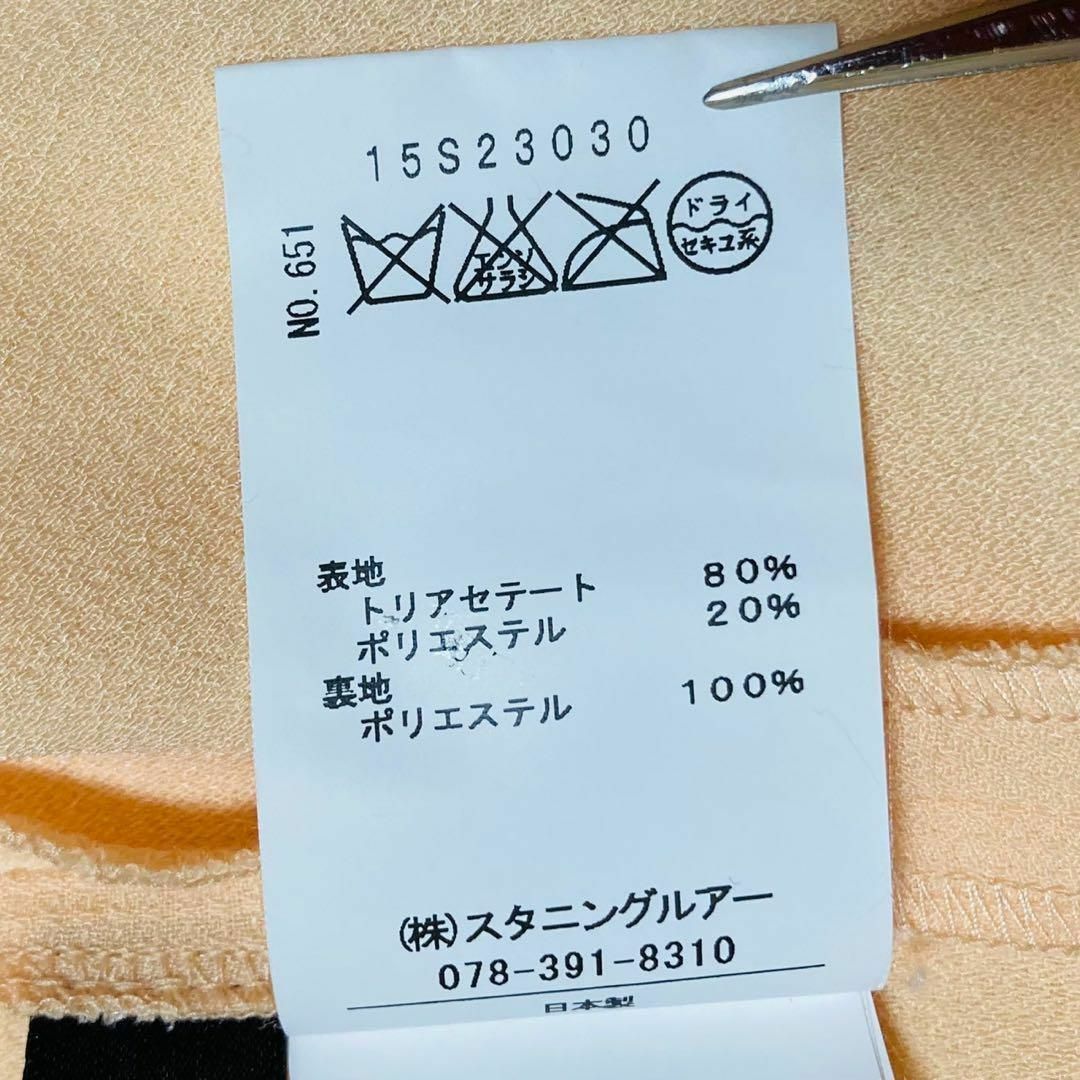 15S23030
NO.651
エンソ
サラシ
ドライ
セキユ系
表地
トリアセテート 80%
ポリエステル 20%
裏地
ポリエステル 100%
(株)スタニングルアー
078-391-8310
日本製